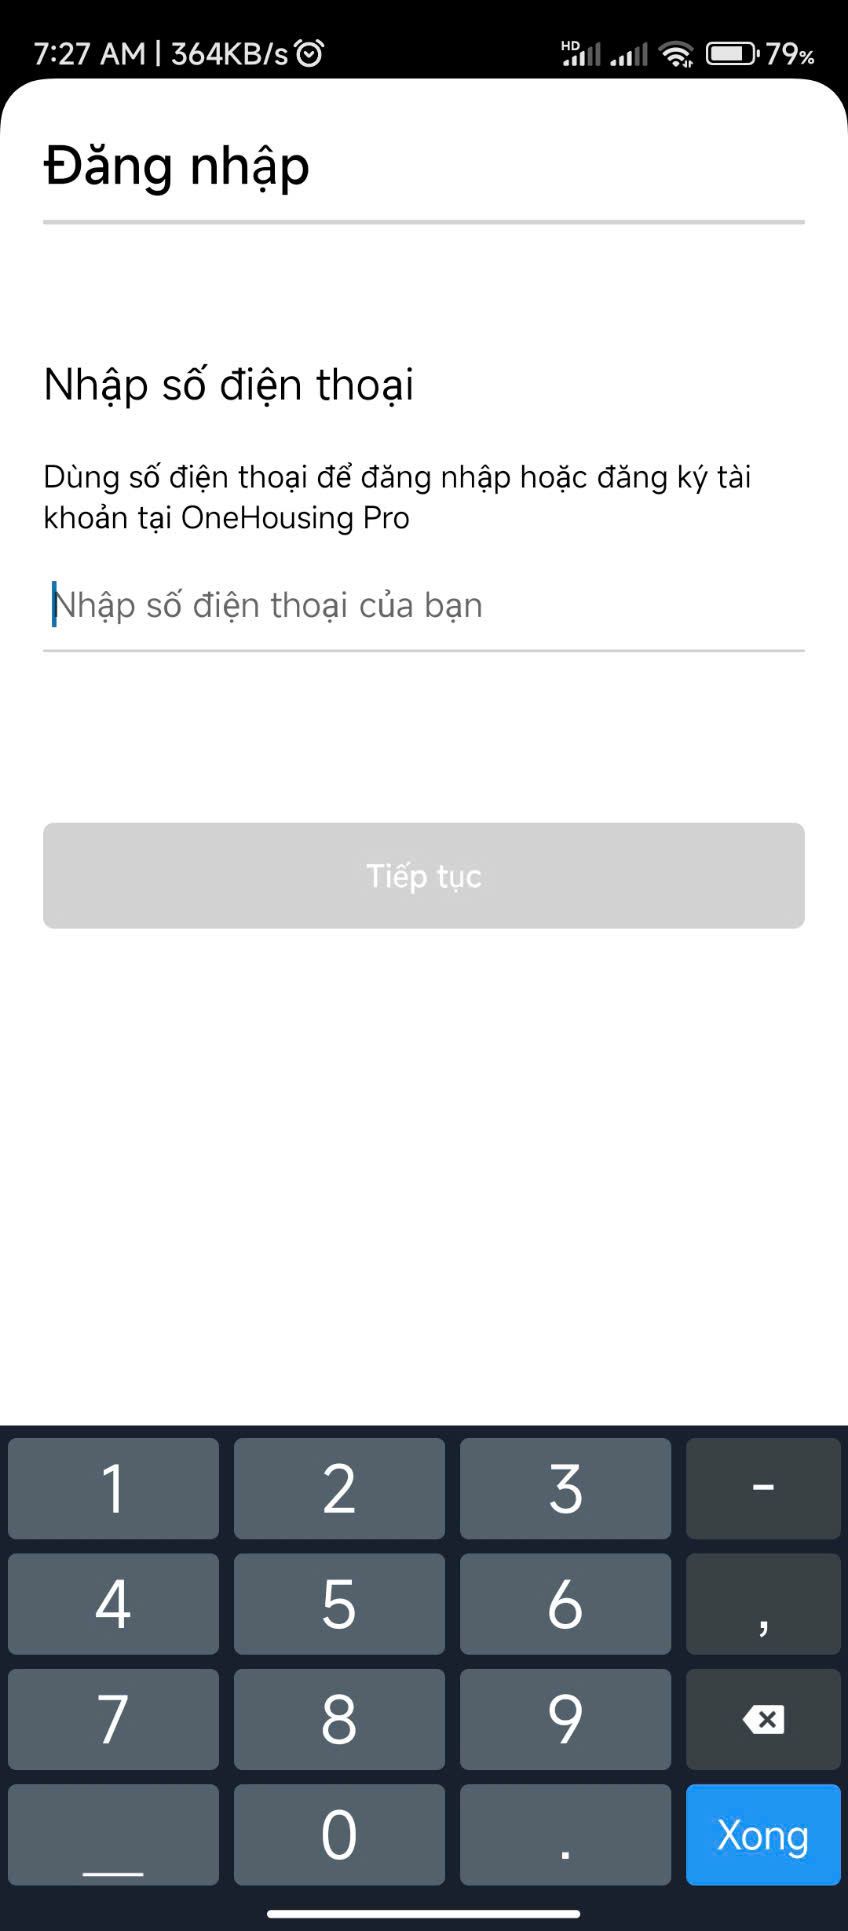 7:27 AM | 364KB/s HD 79%
Đăng nhập
Nhập số điện thoại
Dùng số điện thoại để đăng nhập hoặc đăng ký tài
khoản tại OneHousing Pro
Nhập số điện thoại của bạn
Tiếp tục
1 2 3 -
4 5 6 ,
7 8 9
_ 0 . Xong